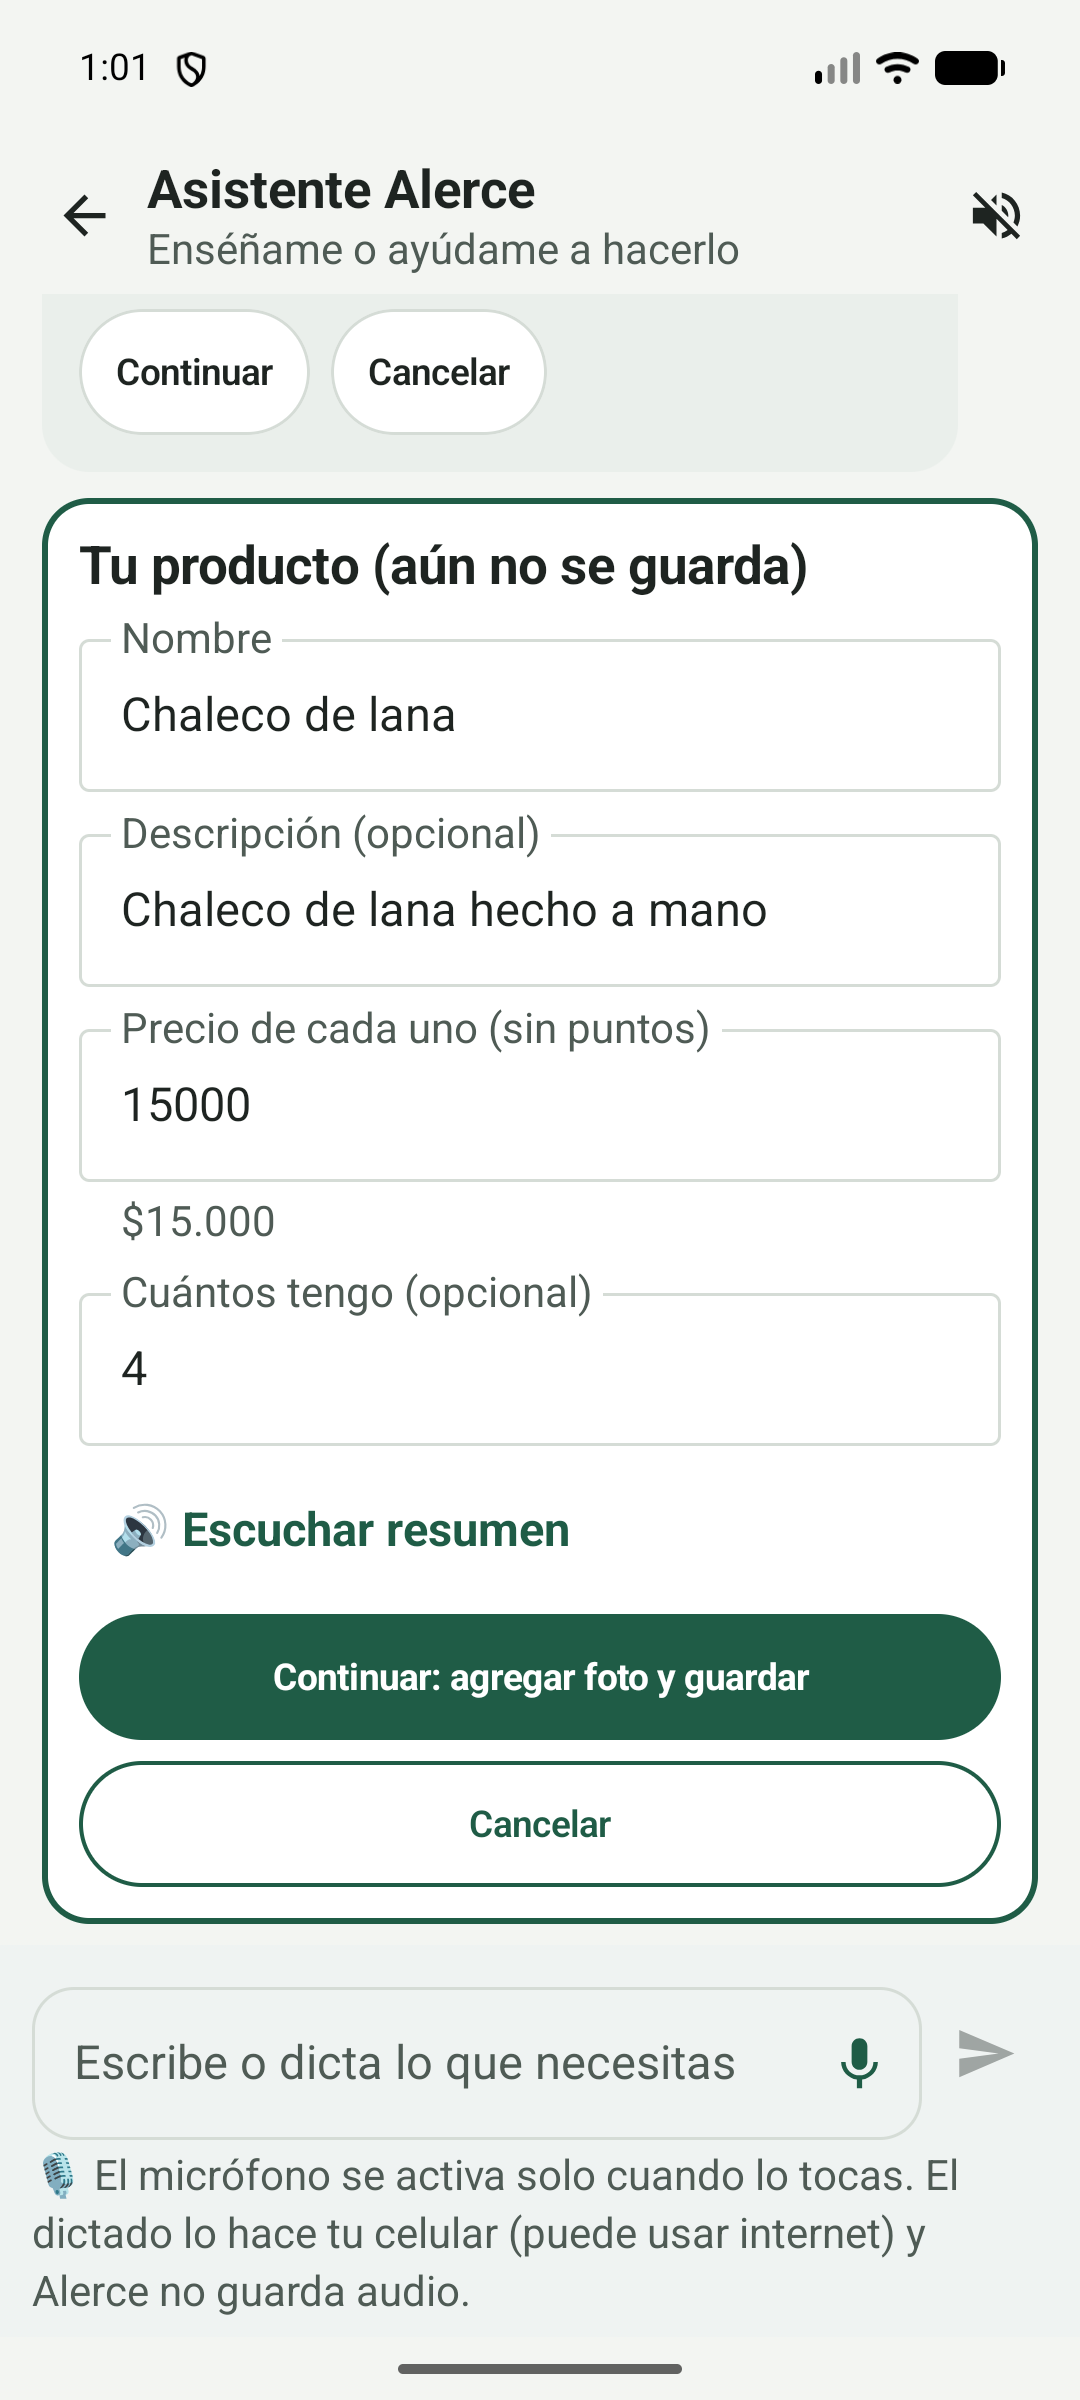 1:01
Asistente Alerce
Enséñame o ayúdame a hacerlo
Continuar Cancelar
Tu producto (aún no se guarda)
Nombre
Chaleco de lana
Descripción (opcional)
Chaleco de lana hecho a mano
Precio de cada uno (sin puntos)
15000
$15.000
Cuántos tengo (opcional)
4
🔊 Escuchar resumen
Continuar: agregar foto y guardar
Cancelar
Escribe o dicta lo que necesitas
🎙️ El micrófono se activa solo cuando lo tocas. El
dictado lo hace tu celular (puede usar internet) y
Alerce no guarda audio.